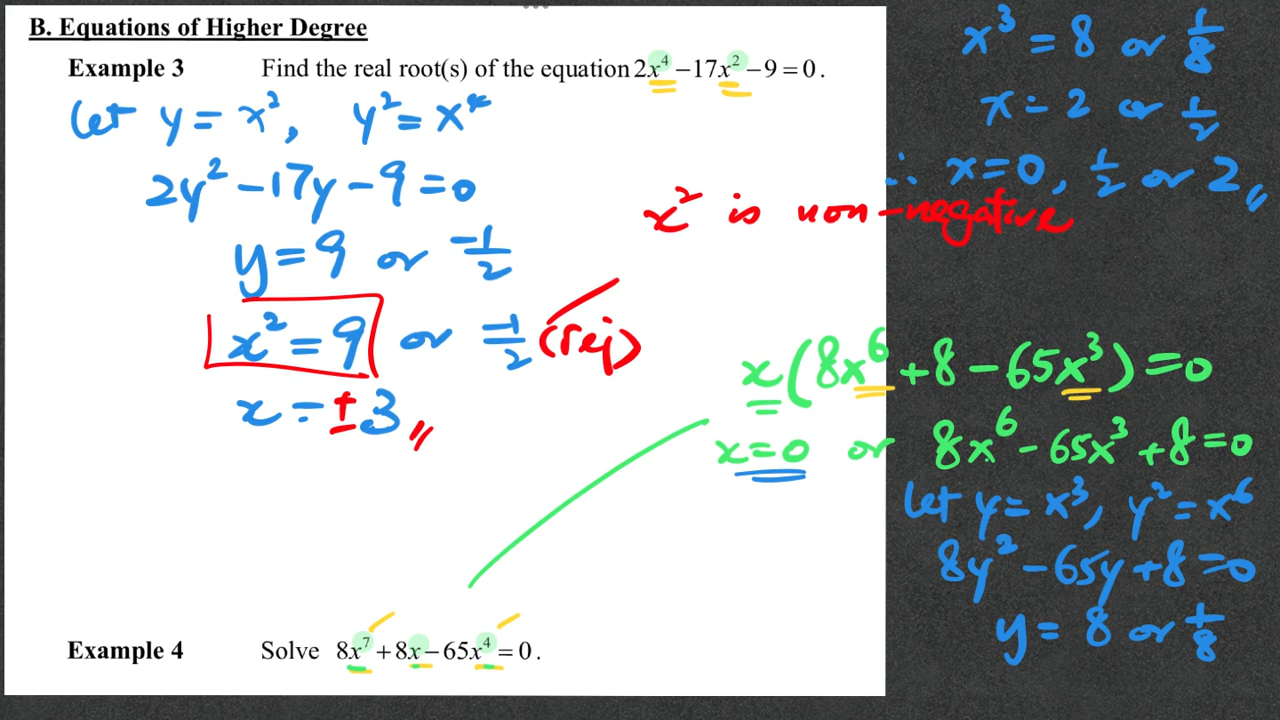 B. Equations of Higher Degree
Example 3 Find the real root(s) of the equation 2x⁴ −17x² −9 = 0.
Let y = x², y² = x⁴
2y² −17y − 9 = 0
y = 9 or −1/2
x² = 9 or −1/2 (rej)
x² is non-negative
x = ±3
Example 4 Solve 8x⁷ + 8x − 65x⁴ = 0.
x(8x⁶ + 8 − 65x³) = 0
x = 0 or 8x⁶ − 65x³ + 8 = 0
Let y = x³, y² = x⁶
8y² − 65y + 8 = 0
y = 8 or 1/8
x³ = 8 or 1/8
x = 2 or 1/2
∴ x = 0, 1/2 or 2